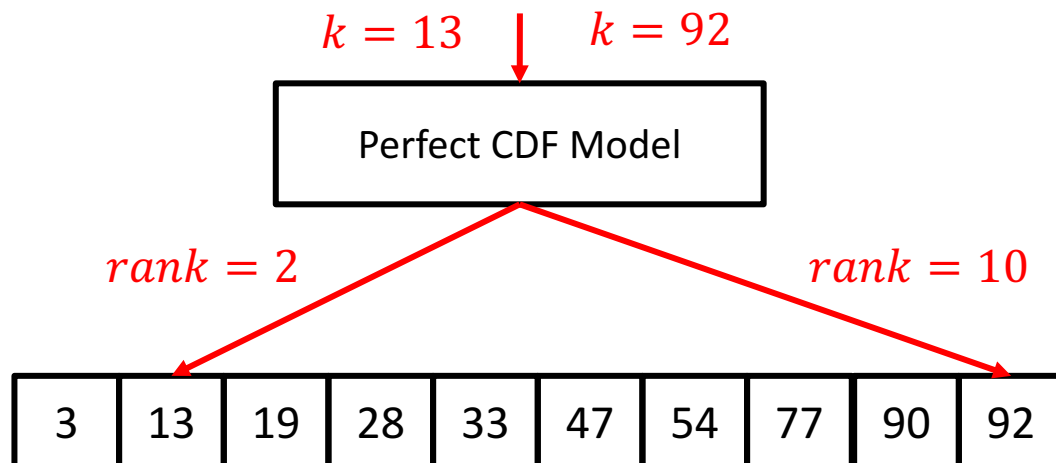 k = 13 k = 92
Perfect CDF Model
rank = 2 rank = 10
3 13 19 28 33 47 54 77 90 92